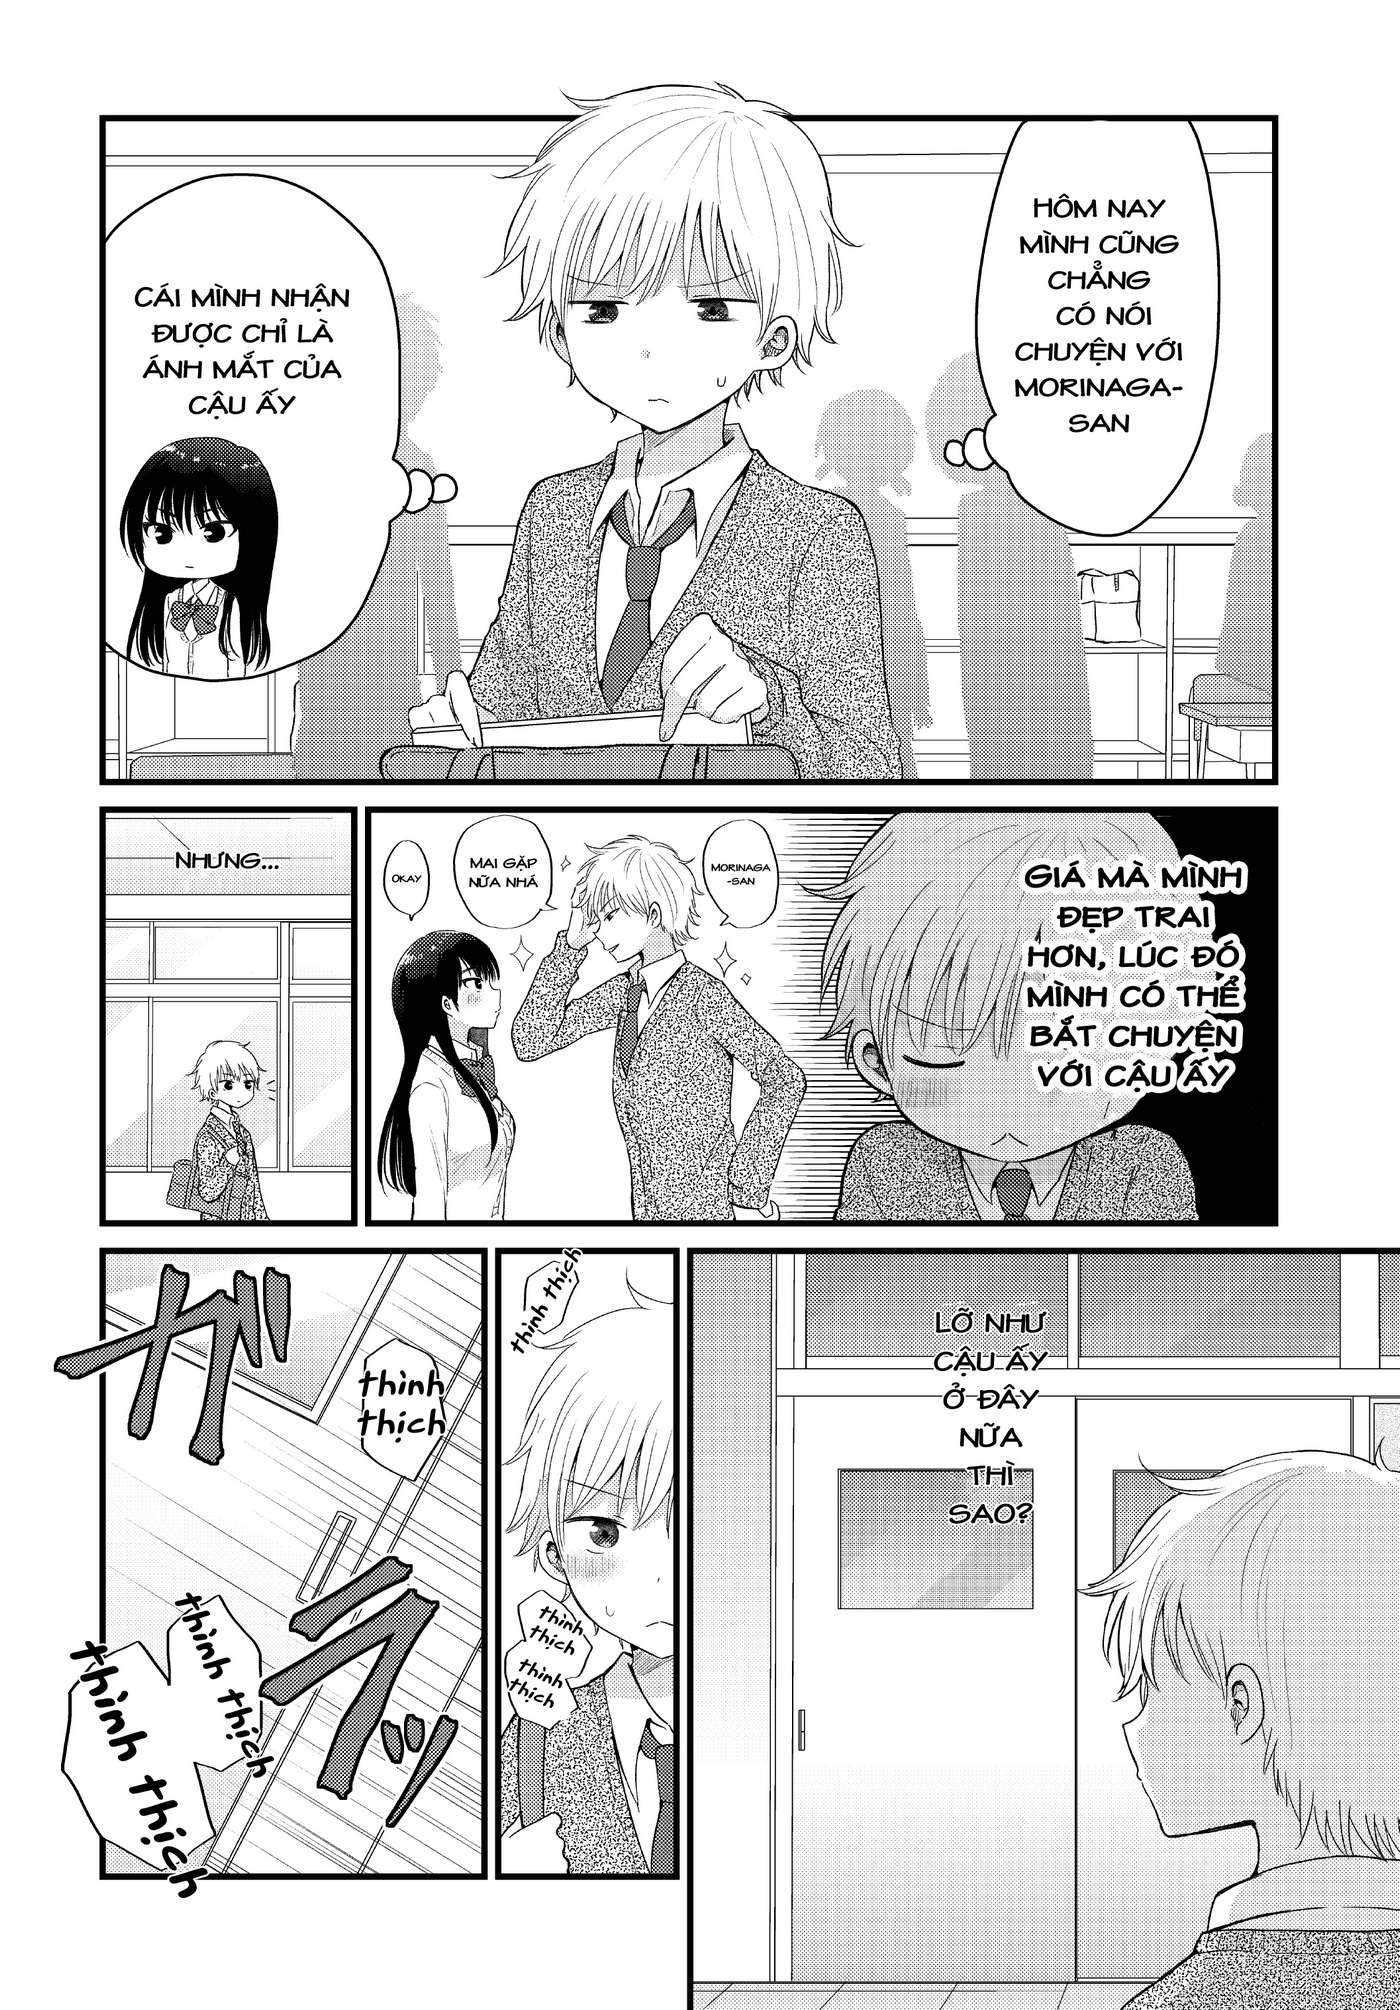 HÔM NAY
MÌNH CŨNG
CHẲNG
CÓ NÓI
CHUYỆN VỚI
MORINAGA-
SAN
CÁI MÌNH NHẬN
ĐƯỢC CHỈ LÀ
ÁNH MẮT CỦA
CẬU ẤY
GIÁ MÀ MÌNH
ĐẸP TRAI
HƠN, LÚC ĐÓ
MÌNH CÓ THỂ
BẮT CHUYỆN
VỚI CẬU ẤY
MORINAGA
-SAN
MAI GẶP
NỮA NHÁ
OKAY
NHƯNG...
LỠ NHƯ
CẬU ẤY
Ở ĐÂY
NỮA
THÌ
SAO?
thình thịch
thình
thịch
thình
thịch
thình
thịch
ガラッ
thình thịch
thình thịch